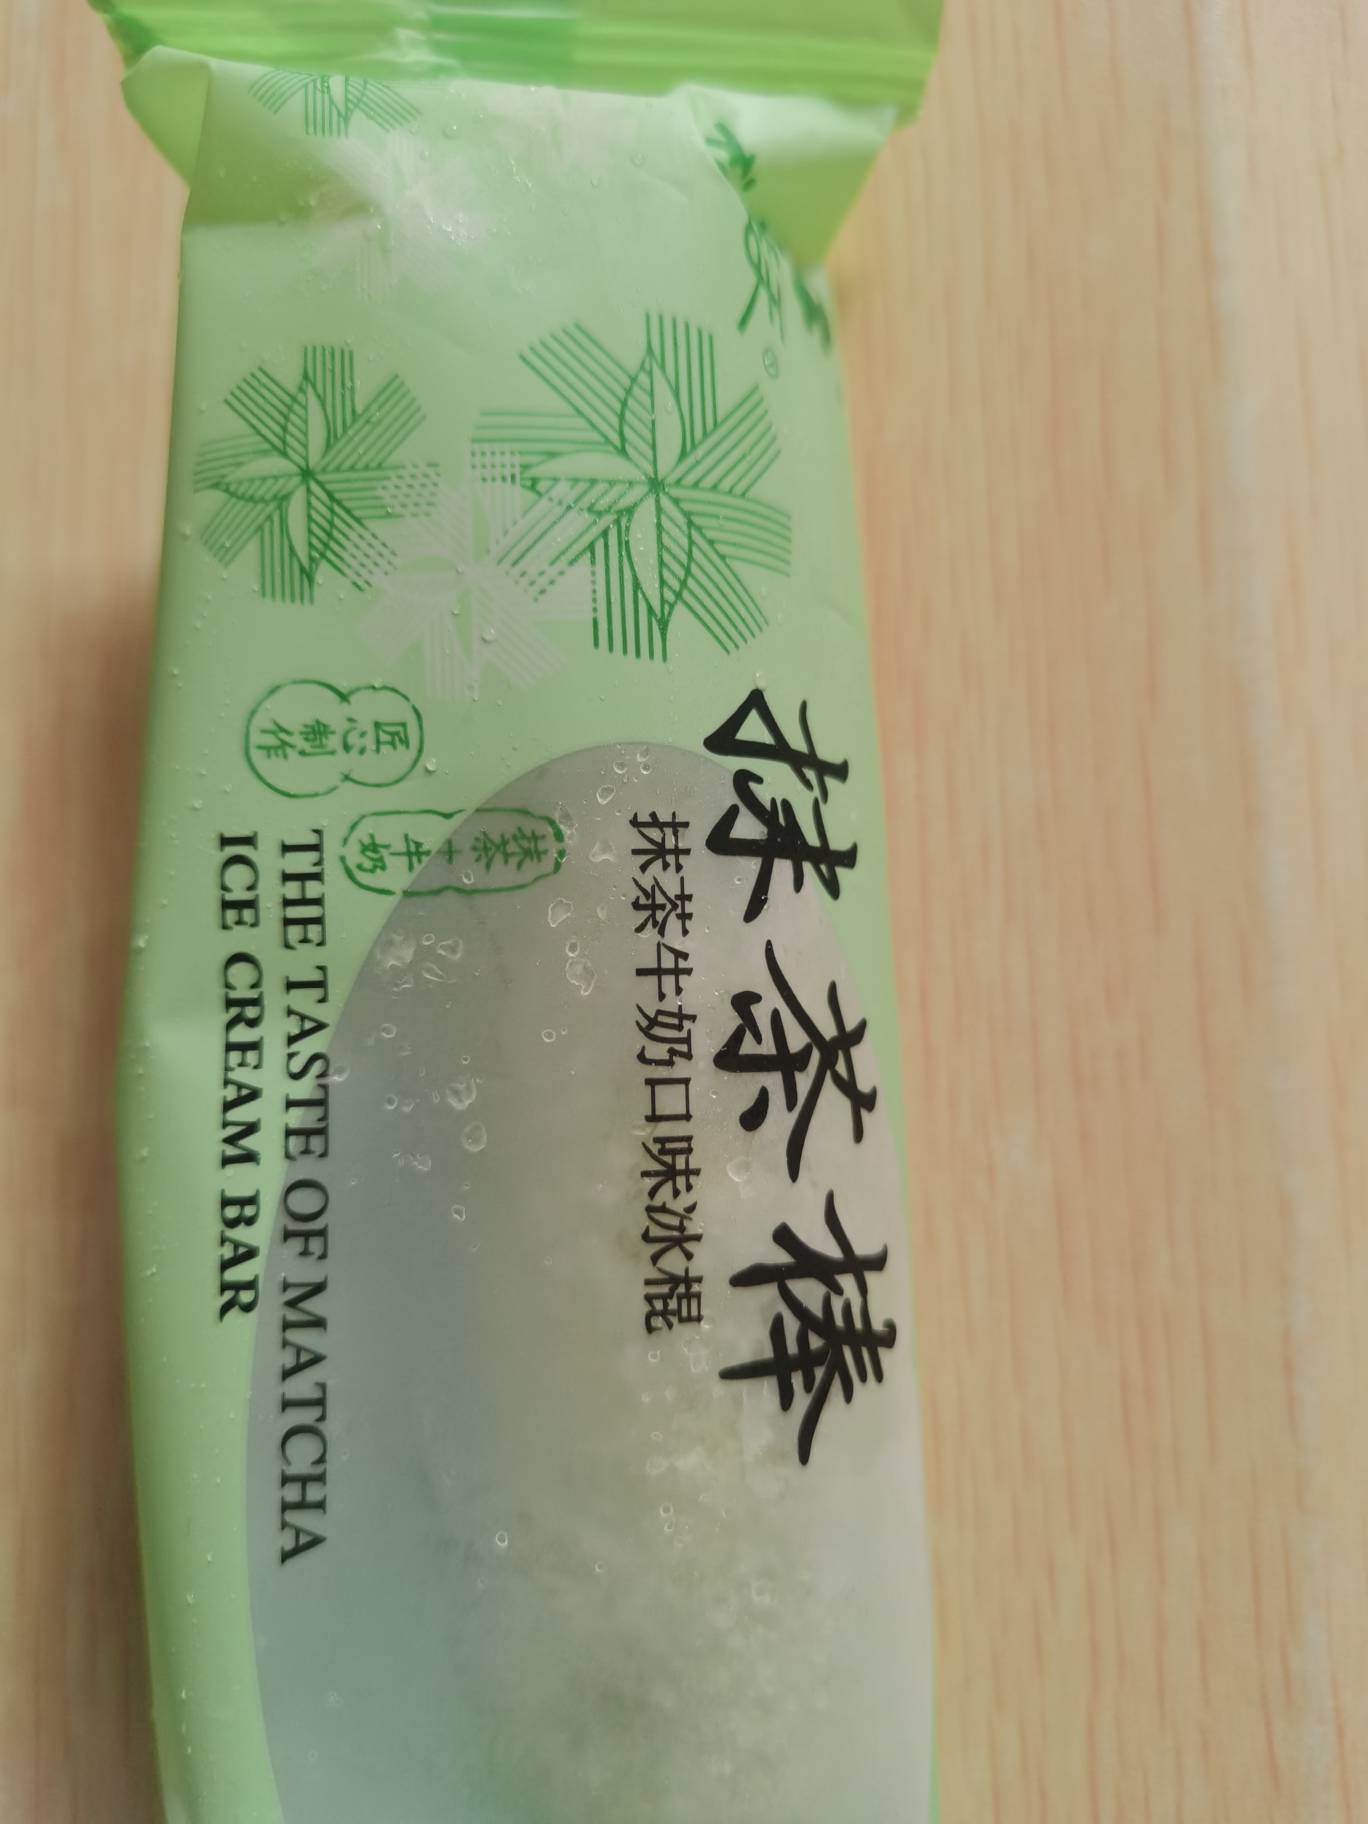 抹茶棒
抹茶牛奶口味冰棍
匠心
制作
抹茶
+
牛奶
THE TASTE OF MATCHA
ICE CREAM BAR